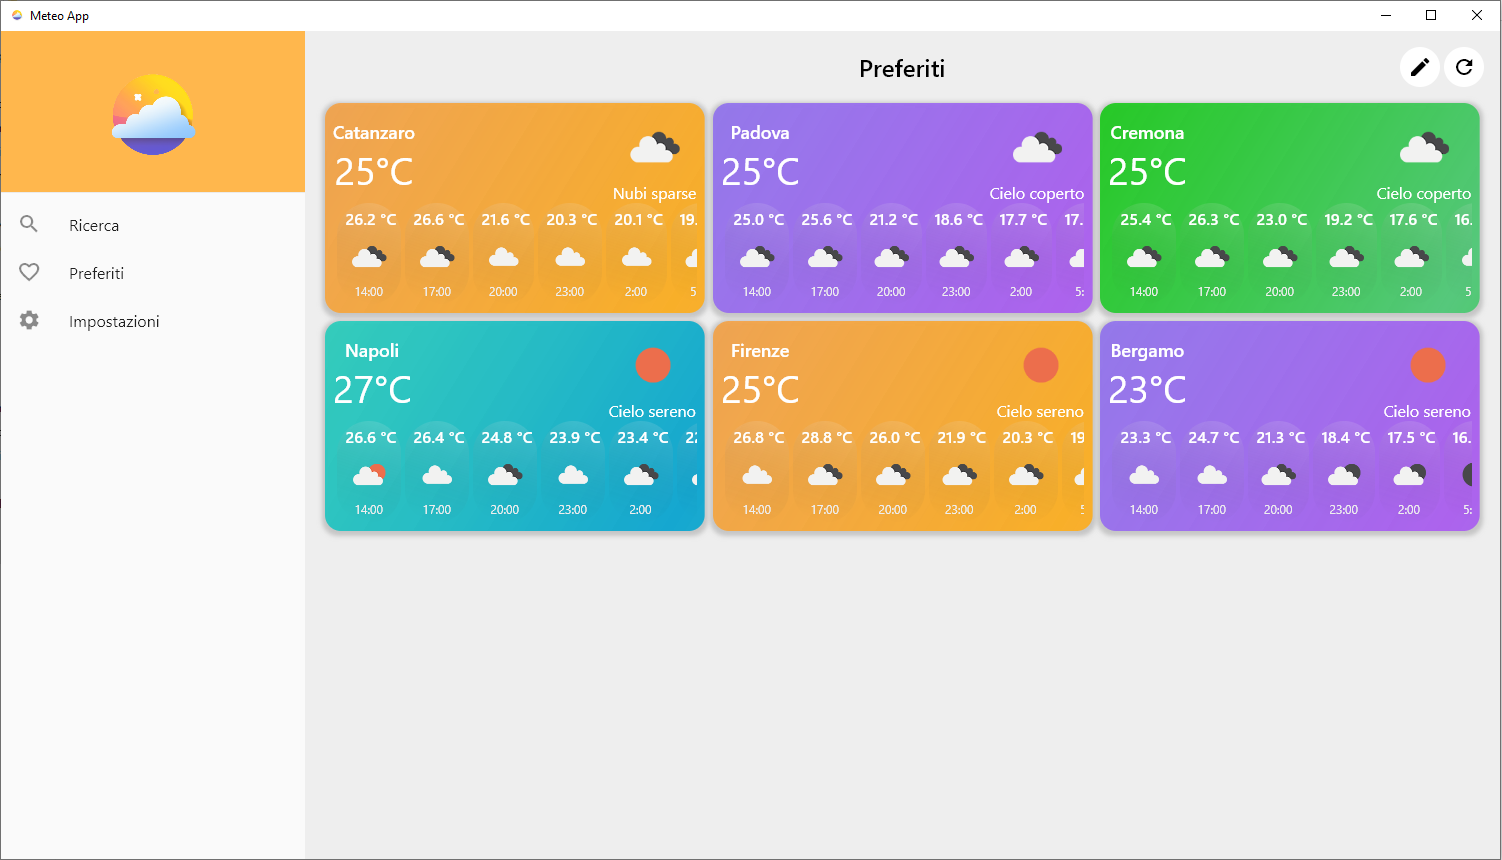 Meteo App
Preferiti
Ricerca
Preferiti
Impostazioni
Catanzaro
25°C
Nubi sparse
26.2 °C 26.6 °C 21.6 °C 20.3 °C 20.1 °C 19.
14:00 17:00 20:00 23:00 2:00 5
Padova
25°C
Cielo coperto
25.0 °C 25.6 °C 21.2 °C 18.6 °C 17.7 °C 17.
14:00 17:00 20:00 23:00 2:00 5:
Cremona
25°C
Cielo coperto
25.4 °C 26.3 °C 23.0 °C 19.2 °C 17.6 °C 16.
14:00 17:00 20:00 23:00 2:00 5
Napoli
27°C
Cielo sereno
26.6 °C 26.4 °C 24.8 °C 23.9 °C 23.4 °C 22
14:00 17:00 20:00 23:00 2:00
Firenze
25°C
Cielo sereno
26.8 °C 28.8 °C 26.0 °C 21.9 °C 20.3 °C 19
14:00 17:00 20:00 23:00 2:00
Bergamo
23°C
Cielo sereno
23.3 °C 24.7 °C 21.3 °C 18.4 °C 17.5 °C 16.
14:00 17:00 20:00 23:00 2:00 5: